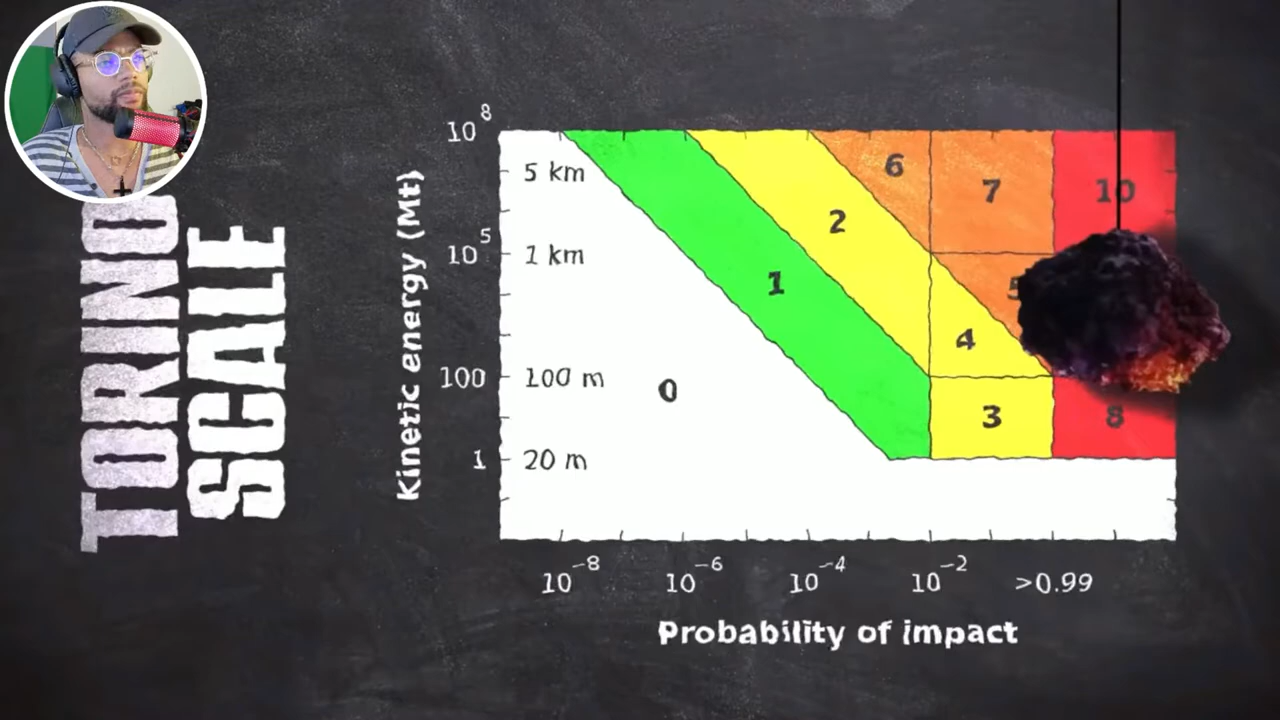 TORINO
SCALE
Kinetic energy (Mt)
10^8
10^5
100
1
5 km
1 km
100 m
20 m
0
1
2
3
4
5
6
7
8
10
10^-8
10^-6
10^-4
10^-2
>0.99
Probability of impact